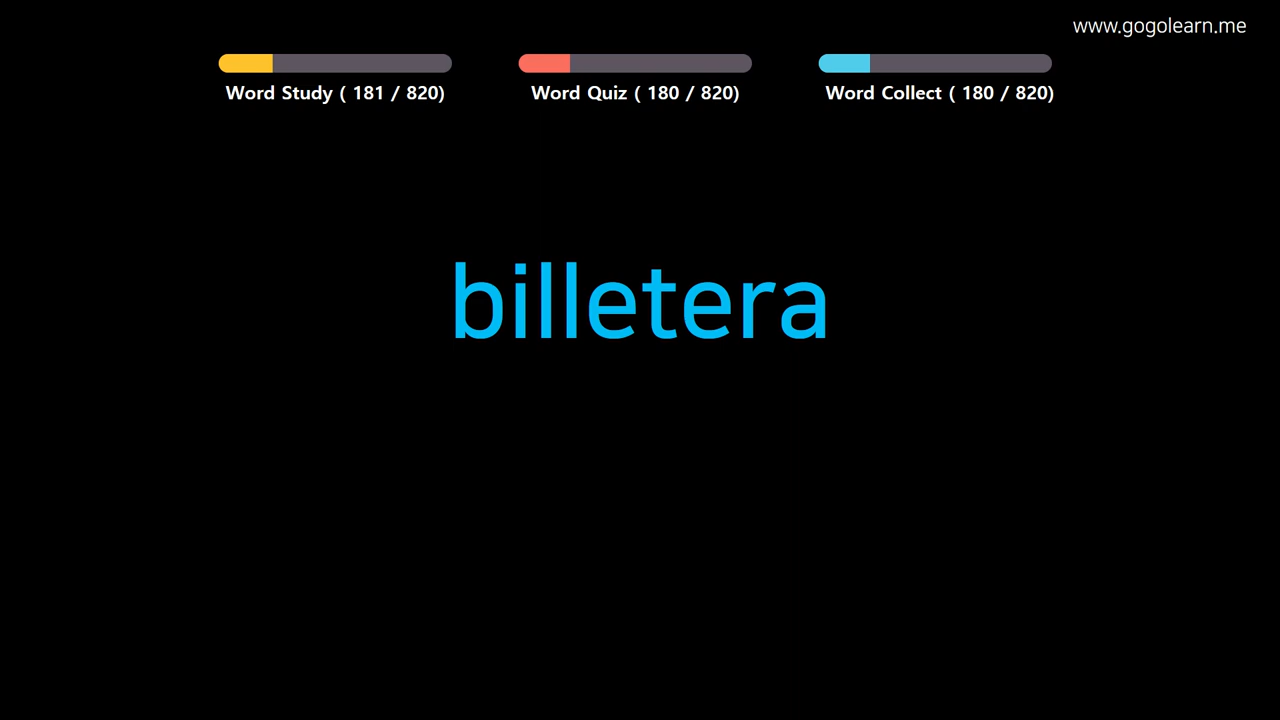 www.gogolearn.me
Word Study ( 181 / 820)
Word Quiz ( 180 / 820)
Word Collect ( 180 / 820)
billetera